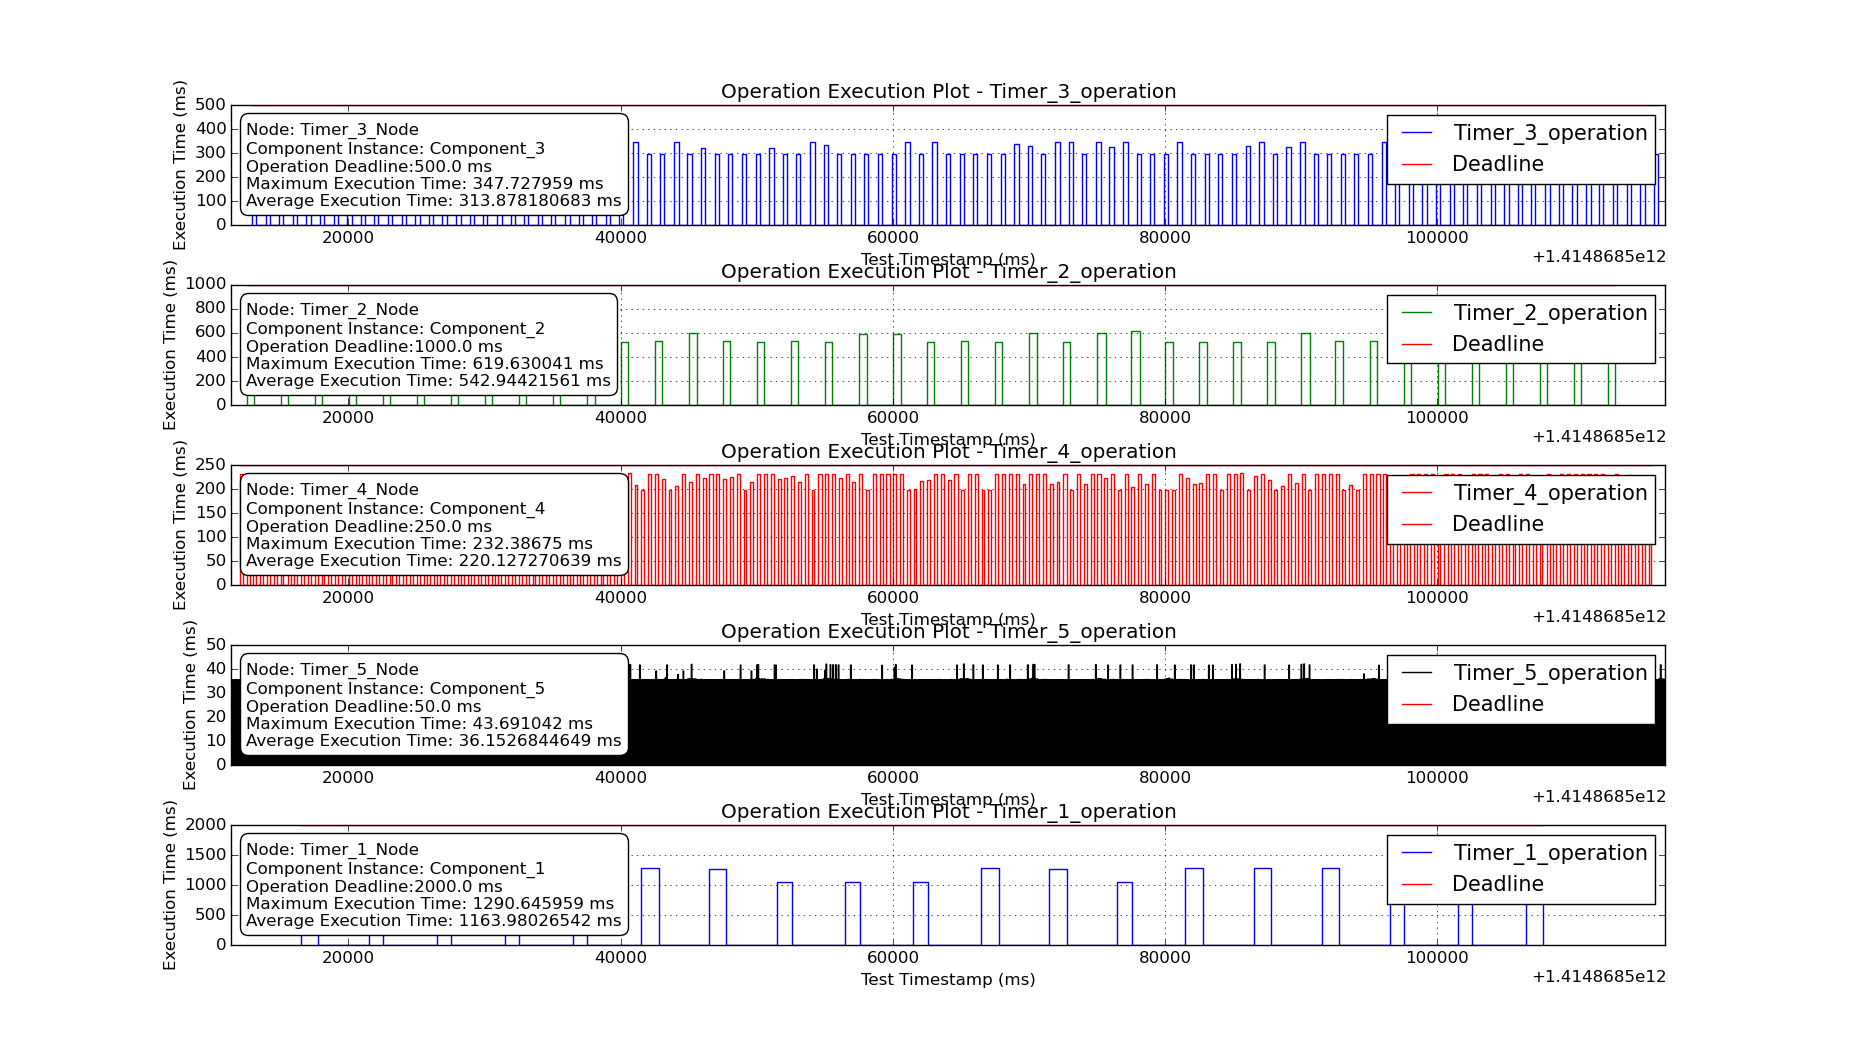 Operation Execution Plot - Timer_3_operation
Execution Time (ms)
500
400
300
200
100
0
Node: Timer_3_Node
Component Instance: Component_3
Operation Deadline:500.0 ms
Maximum Execution Time: 347.727959 ms
Average Execution Time: 313.878180683 ms
Timer_3_operation
Deadline
20000 40000 60000 80000 100000
Test Timestamp (ms)
+1.4148685e12
Operation Execution Plot - Timer_2_operation
Execution Time (ms)
1000
800
600
400
200
0
Node: Timer_2_Node
Component Instance: Component_2
Operation Deadline:1000.0 ms
Maximum Execution Time: 619.630041 ms
Average Execution Time: 542.94421561 ms
Timer_2_operation
Deadline
20000 40000 60000 80000 100000
Test Timestamp (ms)
+1.4148685e12
Operation Execution Plot - Timer_4_operation
Execution Time (ms)
250
200
150
100
50
0
Node: Timer_4_Node
Component Instance: Component_4
Operation Deadline:250.0 ms
Maximum Execution Time: 232.38675 ms
Average Execution Time: 220.127270639 ms
Timer_4_operation
Deadline
20000 40000 60000 80000 100000
Test Timestamp (ms)
+1.4148685e12
Operation Execution Plot - Timer_5_operation
Execution Time (ms)
50
40
30
20
10
0
Node: Timer_5_Node
Component Instance: Component_5
Operation Deadline:50.0 ms
Maximum Execution Time: 43.691042 ms
Average Execution Time: 36.1526844649 ms
Timer_5_operation
Deadline
20000 40000 60000 80000 100000
Test Timestamp (ms)
+1.4148685e12
Operation Execution Plot - Timer_1_operation
Execution Time (ms)
2000
1500
1000
500
0
Node: Timer_1_Node
Component Instance: Component_1
Operation Deadline:2000.0 ms
Maximum Execution Time: 1290.645959 ms
Average Execution Time: 1163.98026542 ms
Timer_1_operation
Deadline
20000 40000 60000 80000 100000
Test Timestamp (ms)
+1.4148685e12